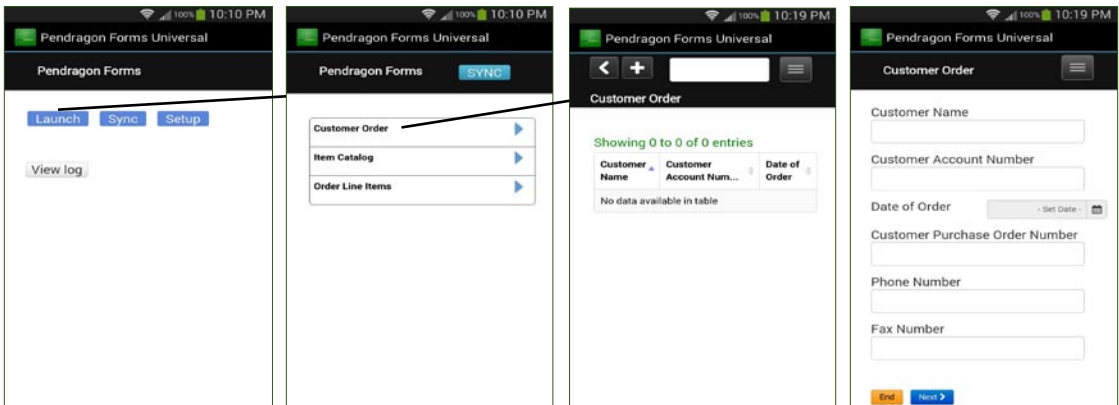 100% 10:10 PM
Pendragon Forms Universal
Pendragon Forms
Launch Sync Setup
View log
100% 10:10 PM
Pendragon Forms Universal
Pendragon Forms SYNC
Customer Order
Item Catalog
Order Line Items
100% 10:19 PM
Pendragon Forms Universal
Customer Order
Showing 0 to 0 of 0 entries
Customer Customer Date of
Name Account Num... Order
No data available in table
100% 10:19 PM
Pendragon Forms Universal
Customer Order
Customer Name
Customer Account Number
Date of Order - Set Date -
Customer Purchase Order Number
Phone Number
Fax Number
End Next